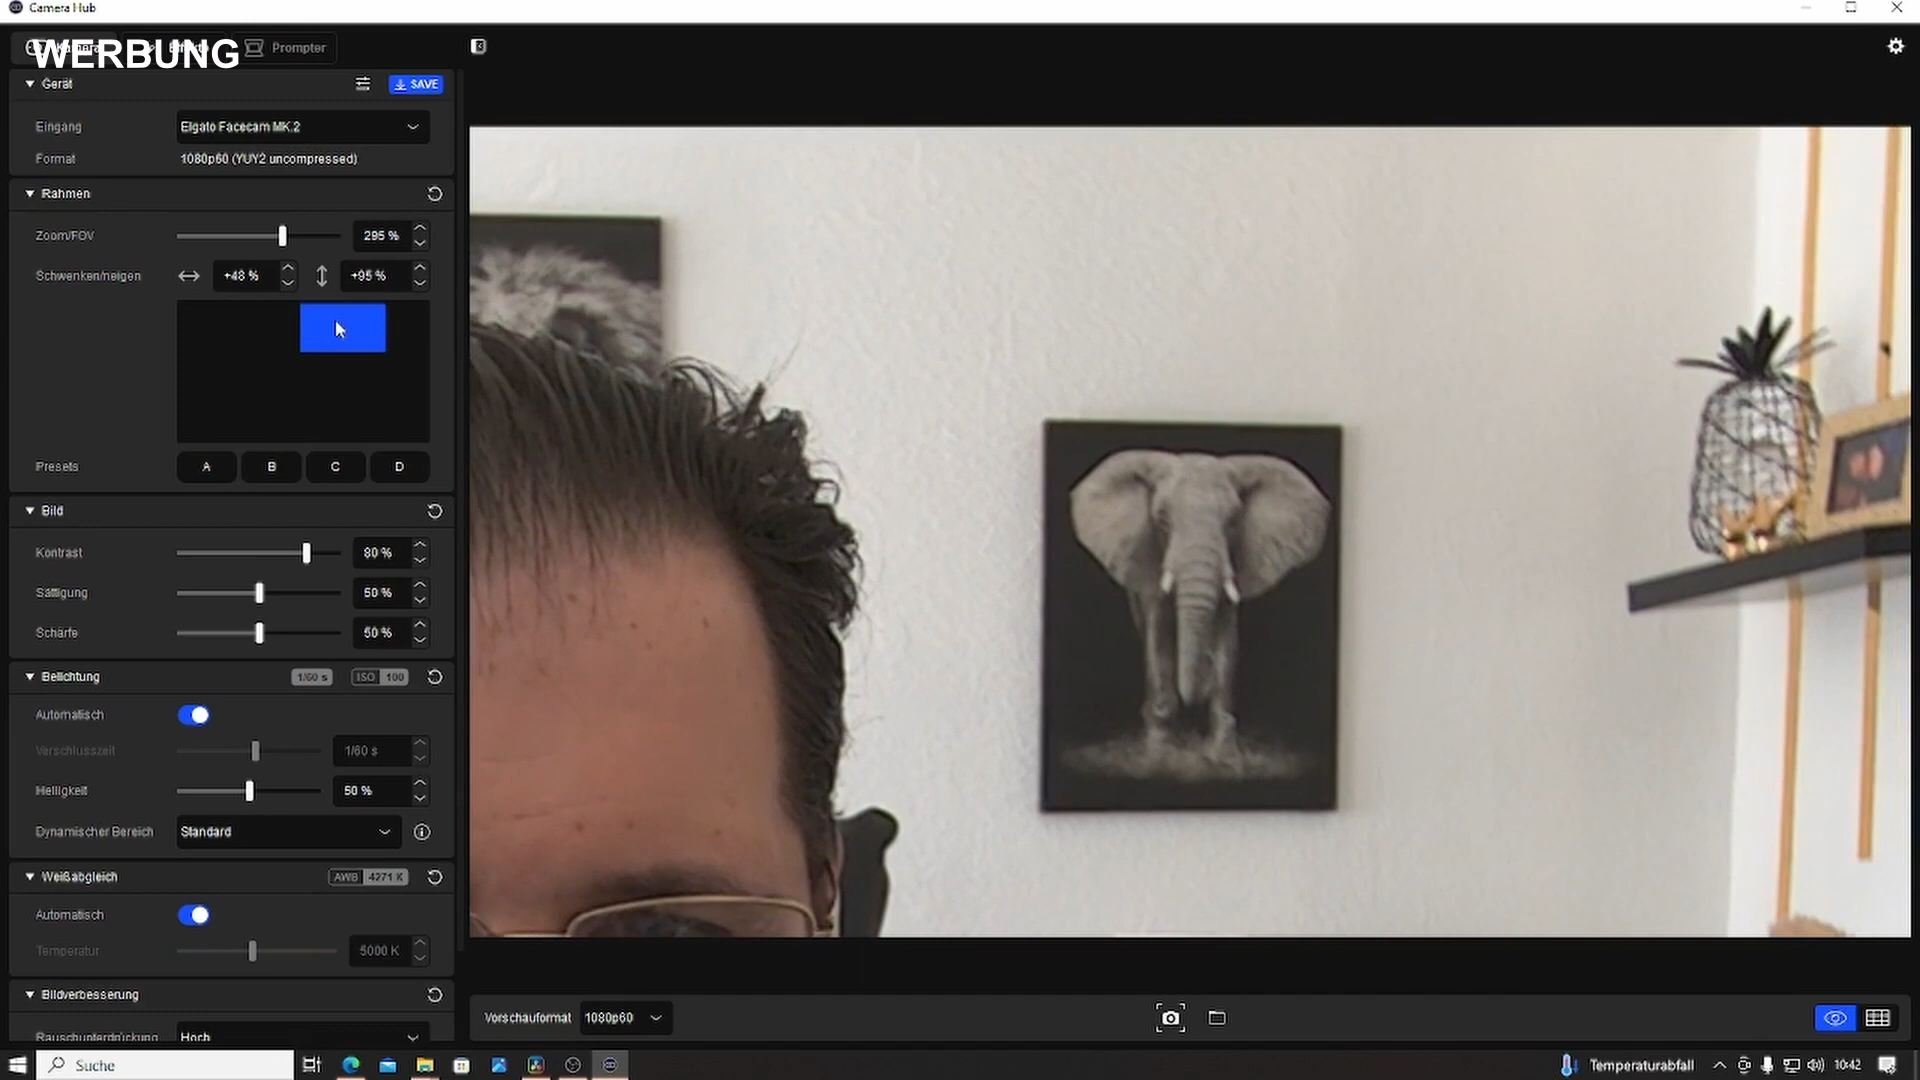 Camera Hub
WERBUNG
Prompter
Gerät
SAVE
Eingang
Elgato Facecam MK.2
Format
1080p60 (YUY2 uncompressed)
Rahmen
Zoom/FOV
295 %
Schwenken/neigen
+48 %
+95 %
Presets
A
B
C
D
Bild
Kontrast
80 %
Sättigung
50 %
Schärfe
50 %
Belichtung
1/60 s
ISO 100
Automatisch
Verschlusszeit
1/60 s
Helligkeit
50 %
Dynamischer Bereich
Standard
Weißabgleich
AWB 4271 K
Automatisch
Temperatur
5000 K
Bildverbesserung
Rauschunterdrückung
Hoch
Vorschauformat
1080p60
Suche
Temperaturabfall
10:42